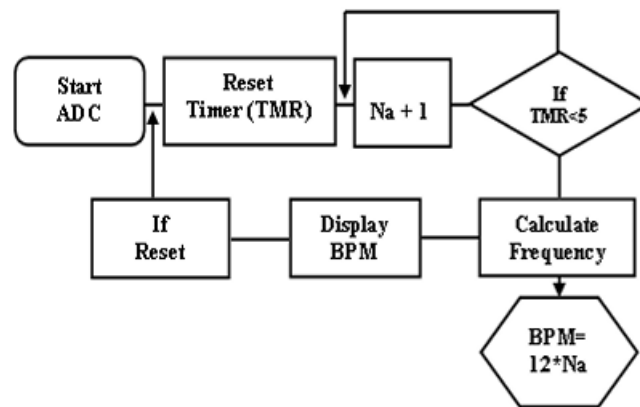 Start
ADC
Reset
Timer (TMR)
Na + 1
If
TMR<5
If
Reset
Display
BPM
Calculate
Frequency
BPM=
12*Na